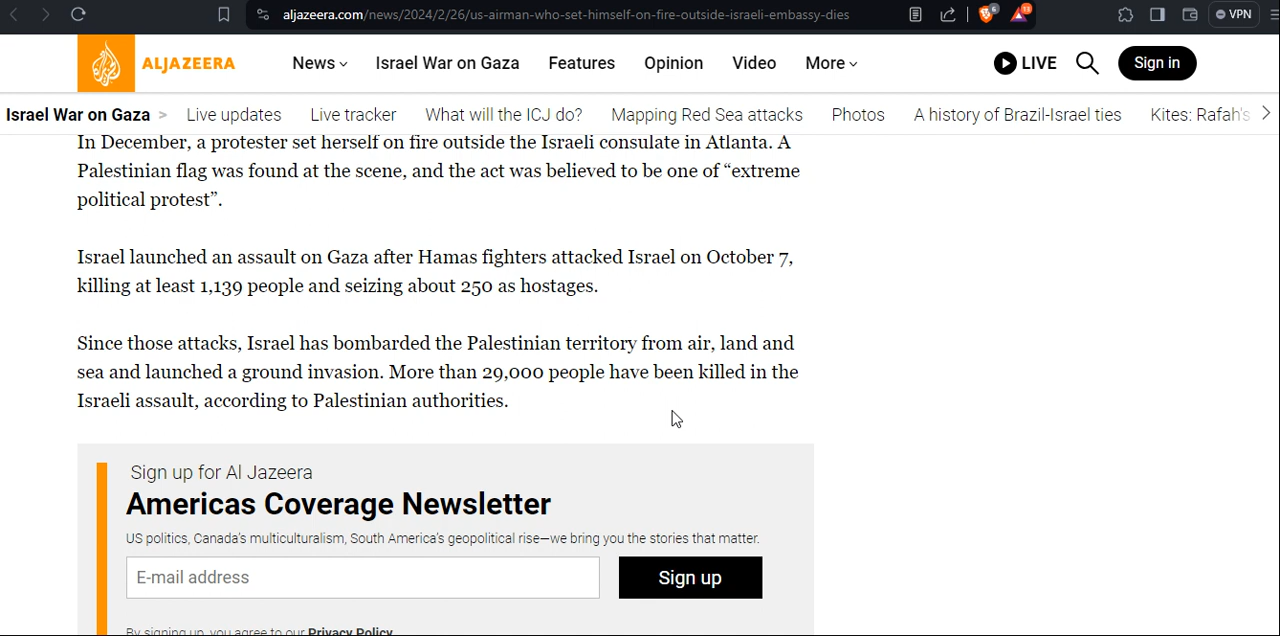 aljazeera.com/news/2024/2/26/us-airman-who-set-himself-on-fire-outside-israeli-embassy-dies
6
13
VPN
ALJAZEERA
News
Israel War on Gaza
Features
Opinion
Video
More
LIVE
Sign in
Israel War on Gaza >
Live updates
Live tracker
What will the ICJ do?
Mapping Red Sea attacks
Photos
A history of Brazil-Israel ties
Kites: Rafah's
In December, a protester set herself on fire outside the Israeli consulate in Atlanta. A
Palestinian flag was found at the scene, and the act was believed to be one of “extreme
political protest”.
Israel launched an assault on Gaza after Hamas fighters attacked Israel on October 7,
killing at least 1,139 people and seizing about 250 as hostages.
Since those attacks, Israel has bombarded the Palestinian territory from air, land and
sea and launched a ground invasion. More than 29,000 people have been killed in the
Israeli assault, according to Palestinian authorities.
Sign up for Al Jazeera
Americas Coverage Newsletter
US politics, Canada’s multiculturalism, South America’s geopolitical rise—we bring you the stories that matter.
E-mail address
Sign up
By signing up, you agree to our Privacy Policy